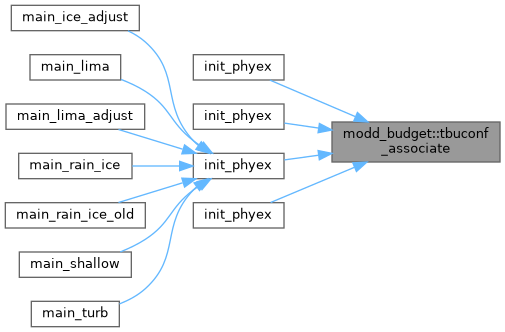 main_ice_adjust
main_lima
main_lima_adjust
main_rain_ice
main_rain_ice_old
main_shallow
main_turb
init_phyex
init_phyex
init_phyex
init_phyex
modd_budget::tbuconf
_associate